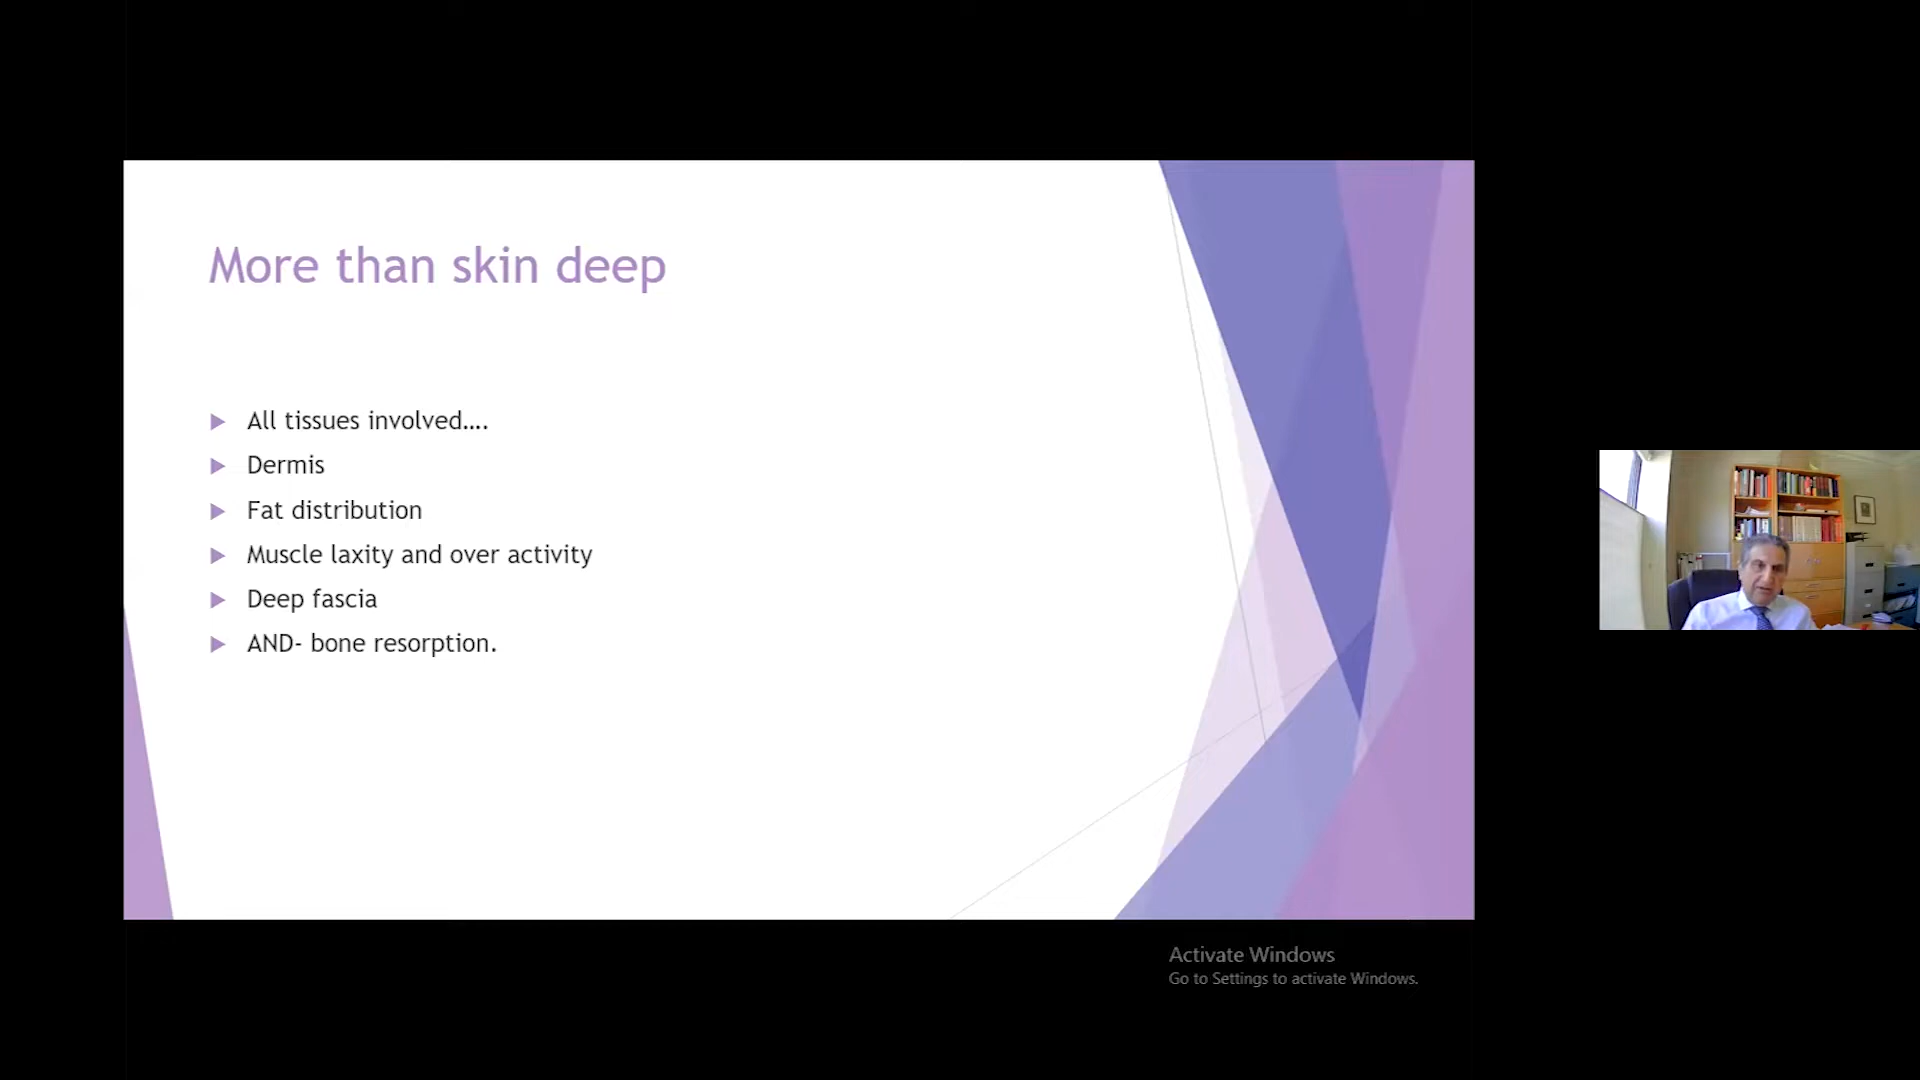 More than skin deep
All tissues involved....
Dermis
Fat distribution
Muscle laxity and over activity
Deep fascia
AND- bone resorption.
Activate Windows
Go to Settings to activate Windows.